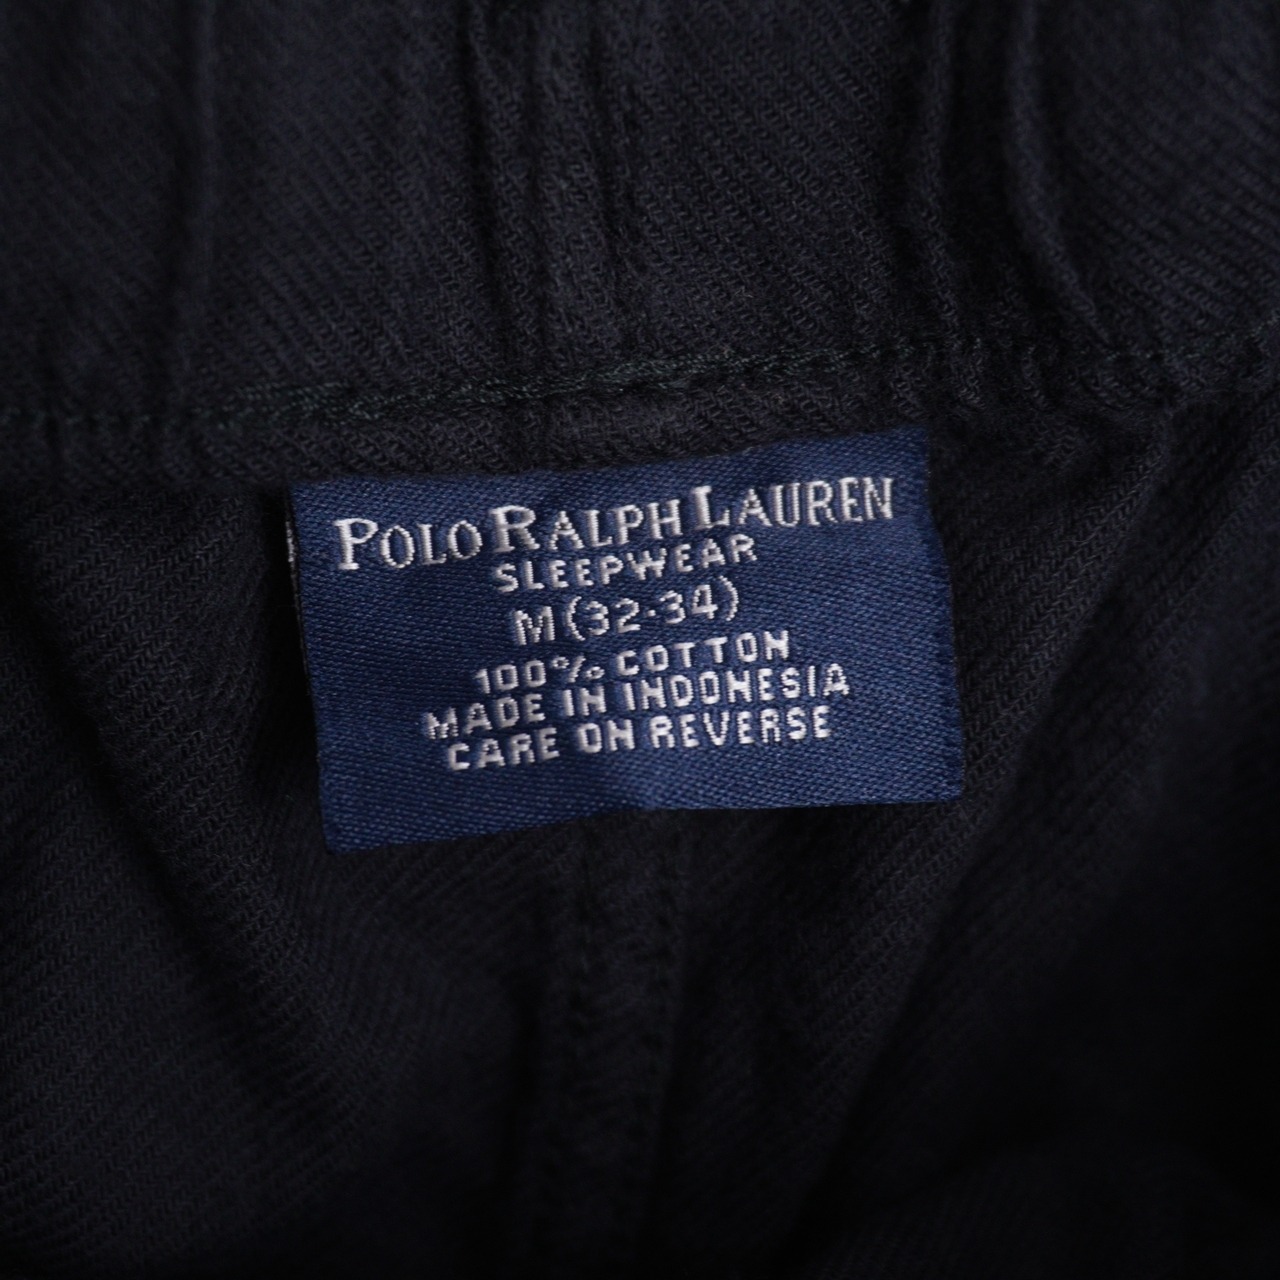 POLO RALPH LAUREN
SLEEPWEAR
M (32-34)
100% COTTON
MADE IN INDONESIA
CARE ON REVERSE